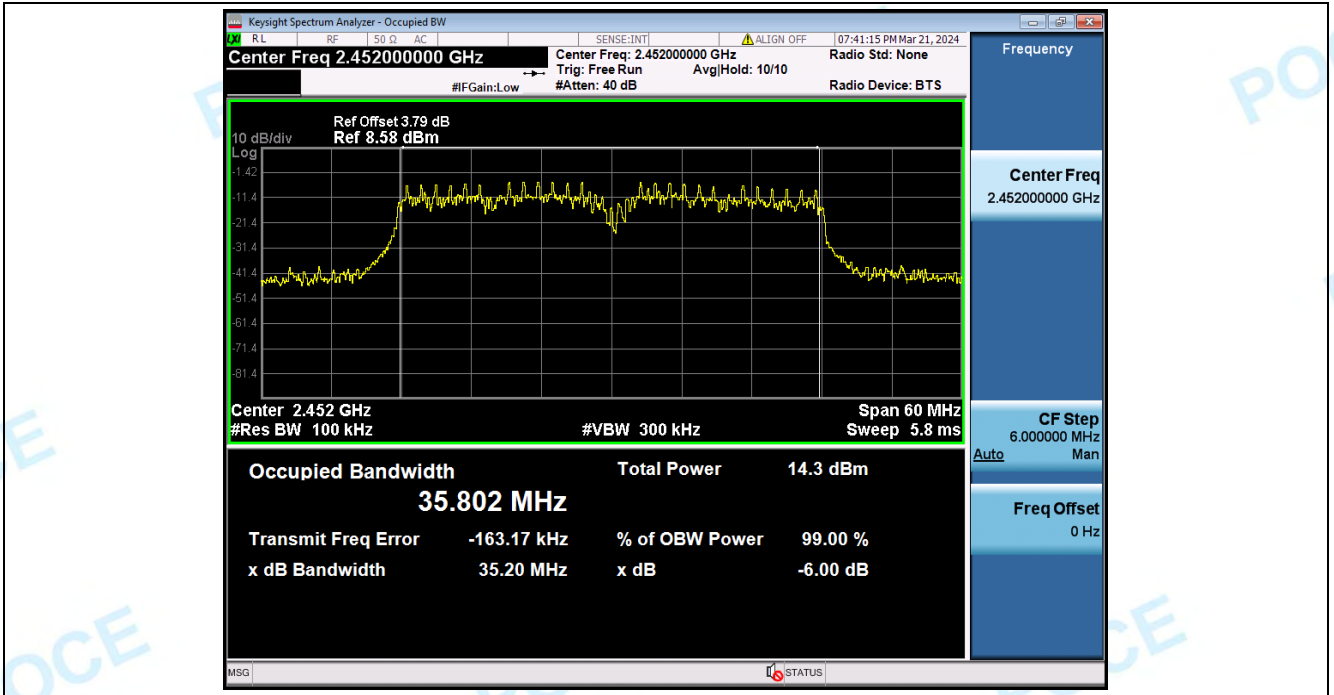 Keysight Spectrum Analyzer - Occupied BW
LXI RL RF 50 Ω AC SENSE:INT ALIGN OFF 07:41:15 PM Mar 21, 2024
Center Freq 2.452000000 GHz
Center Freq: 2.452000000 GHz Radio Std: None
Trig: Free Run Avg|Hold: 10/10
#IFGain:Low #Atten: 40 dB Radio Device: BTS
Frequency
Ref Offset 3.79 dB
10 dB/div Ref 8.58 dBm
Log
-1.42
-11.4
-21.4
-31.4
-41.4
-51.4
-61.4
-71.4
-81.4
Center 2.452 GHz Span 60 MHz
#Res BW 100 kHz #VBW 300 kHz Sweep 5.8 ms
Center Freq
2.452000000 GHz
CF Step
6.000000 MHz
Auto Man
Freq Offset
0 Hz
Occupied Bandwidth Total Power 14.3 dBm
35.802 MHz
Transmit Freq Error -163.17 kHz % of OBW Power 99.00 %
x dB Bandwidth 35.20 MHz x dB -6.00 dB
MSG STATUS
POCE